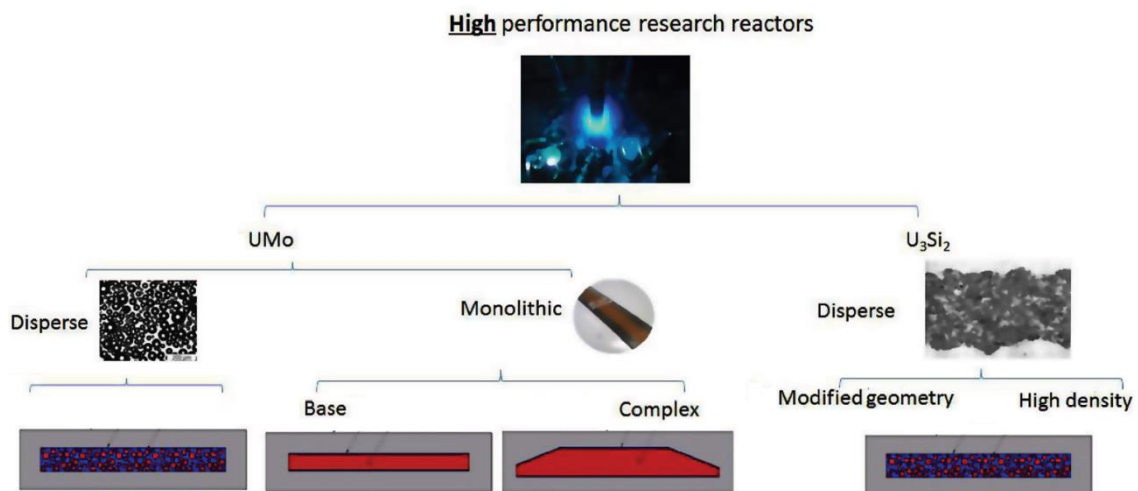 High performance research reactors
UMo
U₃Si₂
Disperse
Monolithic
Disperse
Base
Complex
Modified geometry
High density